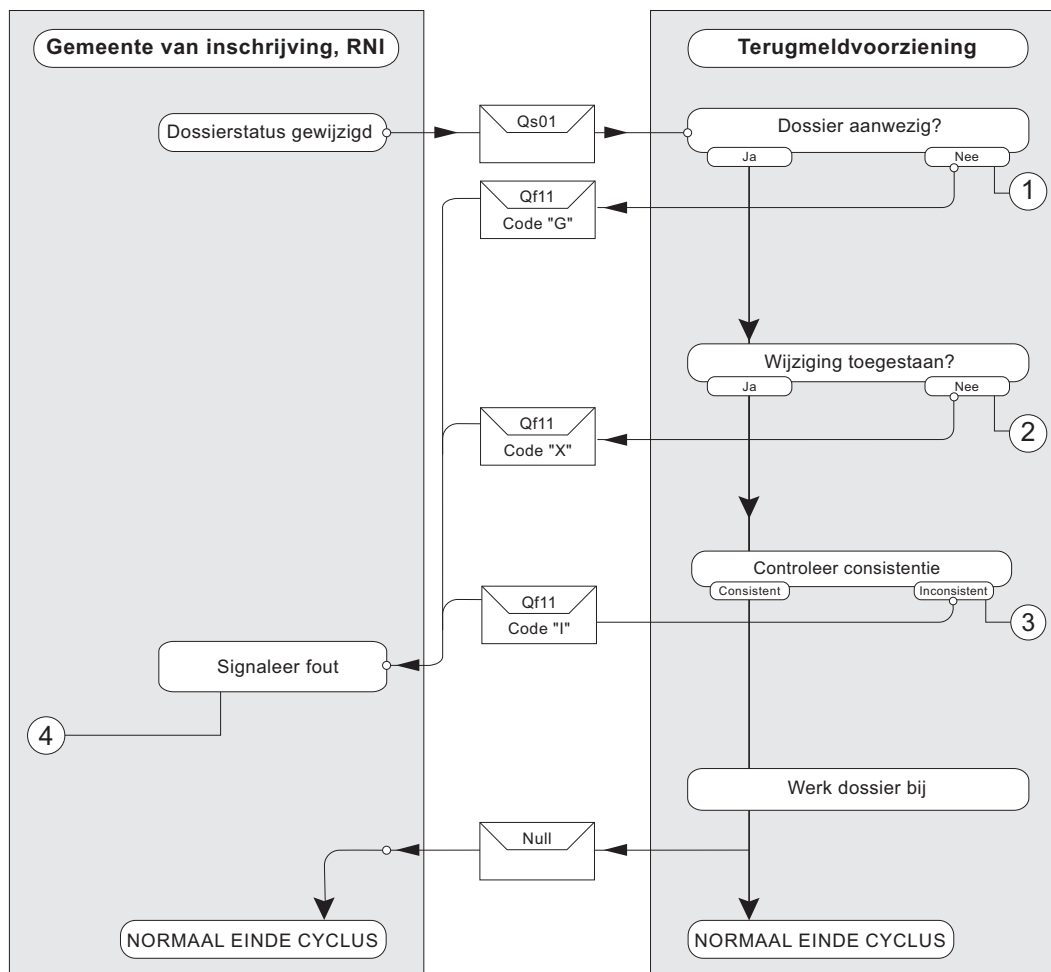 Gemeente van inschrijving, RNI
Terugmeldvoorziening
Dossierstatus gewijzigd
Qs01
Dossier aanwezig?
Ja
Nee
1
Qf11
Code "G"
Wijziging toegestaan?
Ja
Nee
2
Qf11
Code "X"
Controleer consistentie
Consistent
Inconsistent
3
Qf11
Code "I"
Signaleer fout
4
Werk dossier bij
Null
NORMAAL EINDE CYCLUS
NORMAAL EINDE CYCLUS